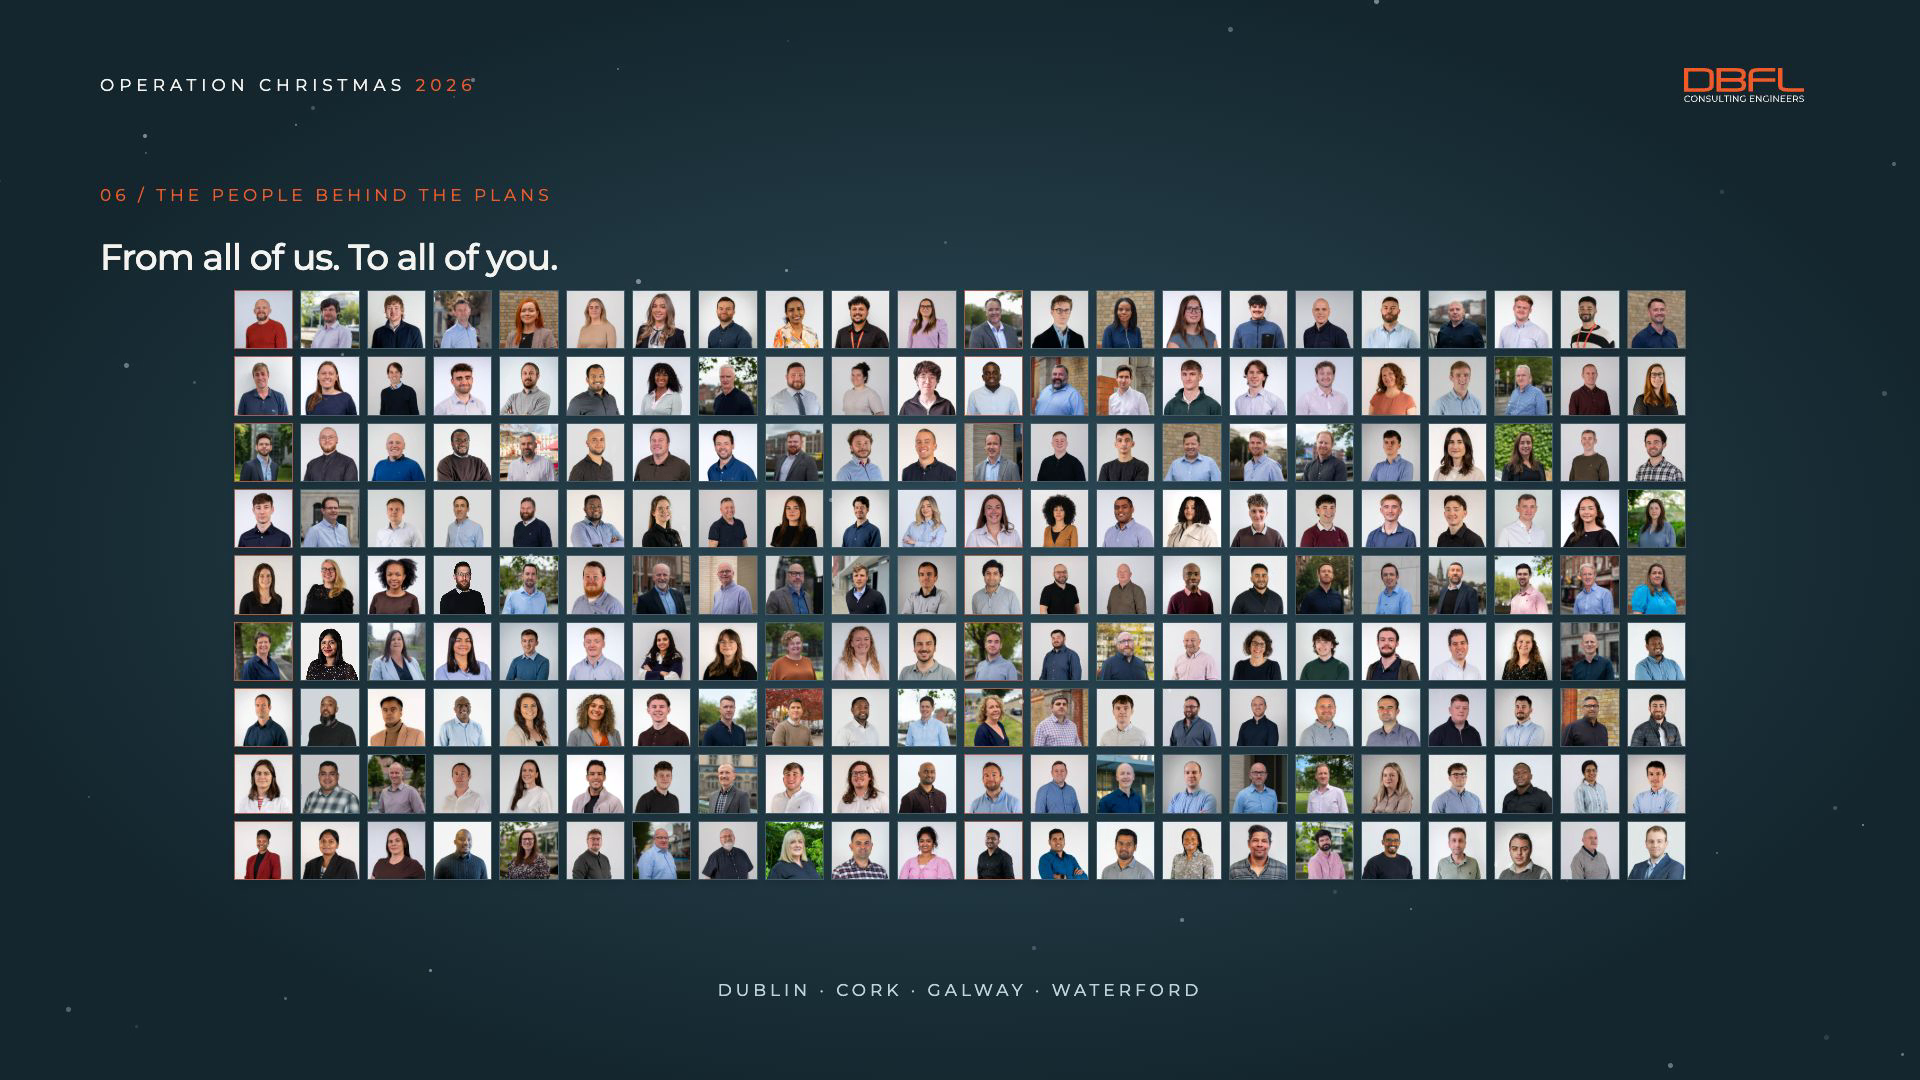 OPERATION CHRISTMAS 2026
DBFL
CONSULTING ENGINEERS
06 / THE PEOPLE BEHIND THE PLANS
From all of us. To all of you.
DUBLIN · CORK · GALWAY · WATERFORD